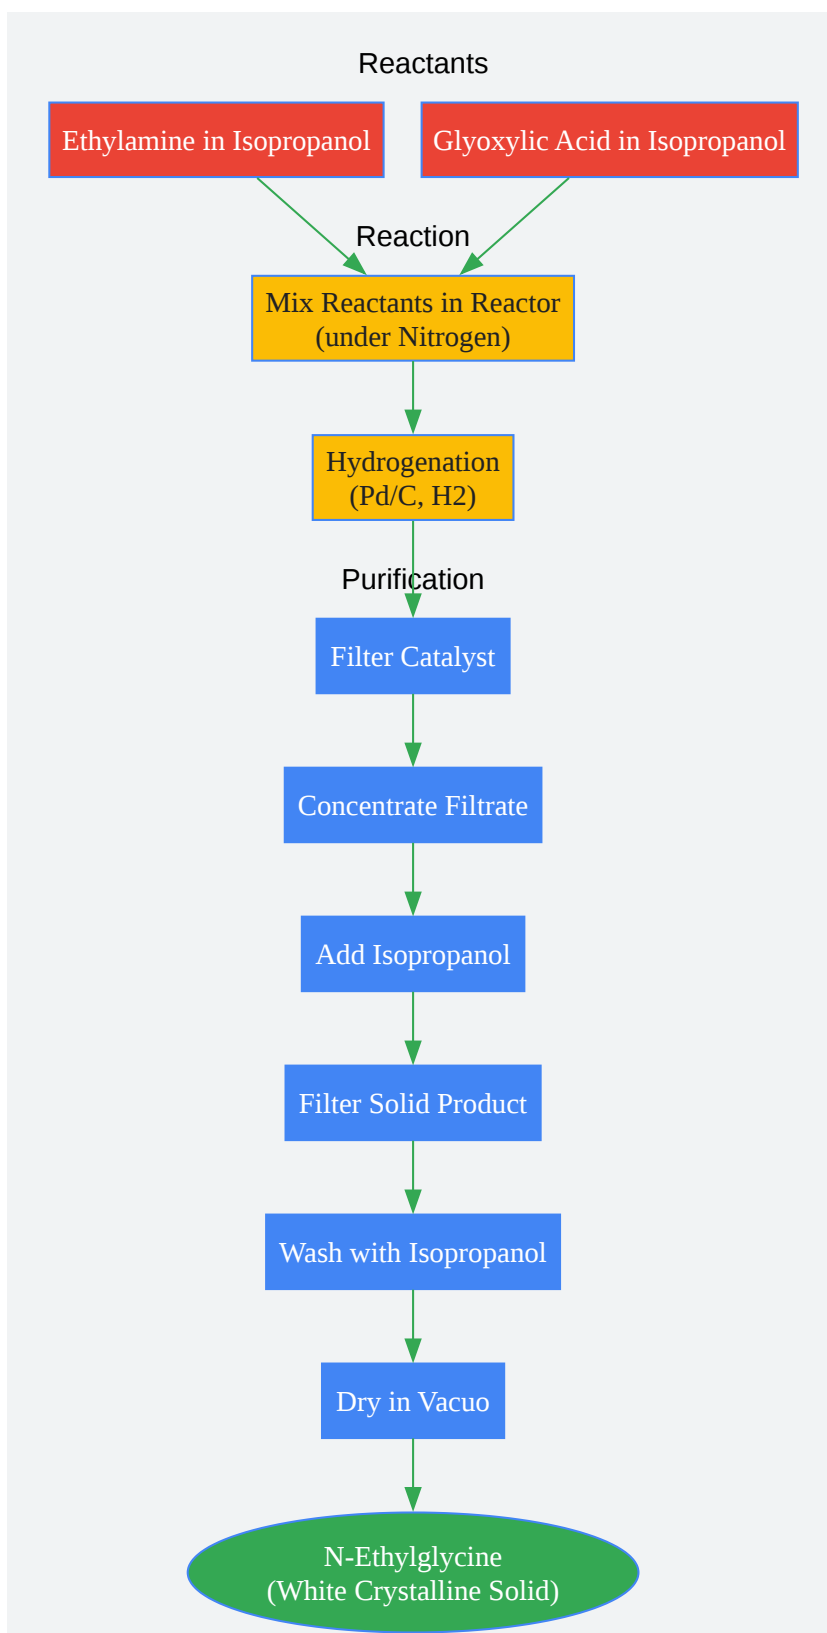 Reactants
Ethylamine in Isopropanol
Glyoxylic Acid in Isopropanol
Reaction
Mix Reactants in Reactor
(under Nitrogen)
Hydrogenation
(Pd/C, H2)
Purification
Filter Catalyst
Concentrate Filtrate
Add Isopropanol
Filter Solid Product
Wash with Isopropanol
Dry in Vacuo
N-Ethylglycine
(White Crystalline Solid)